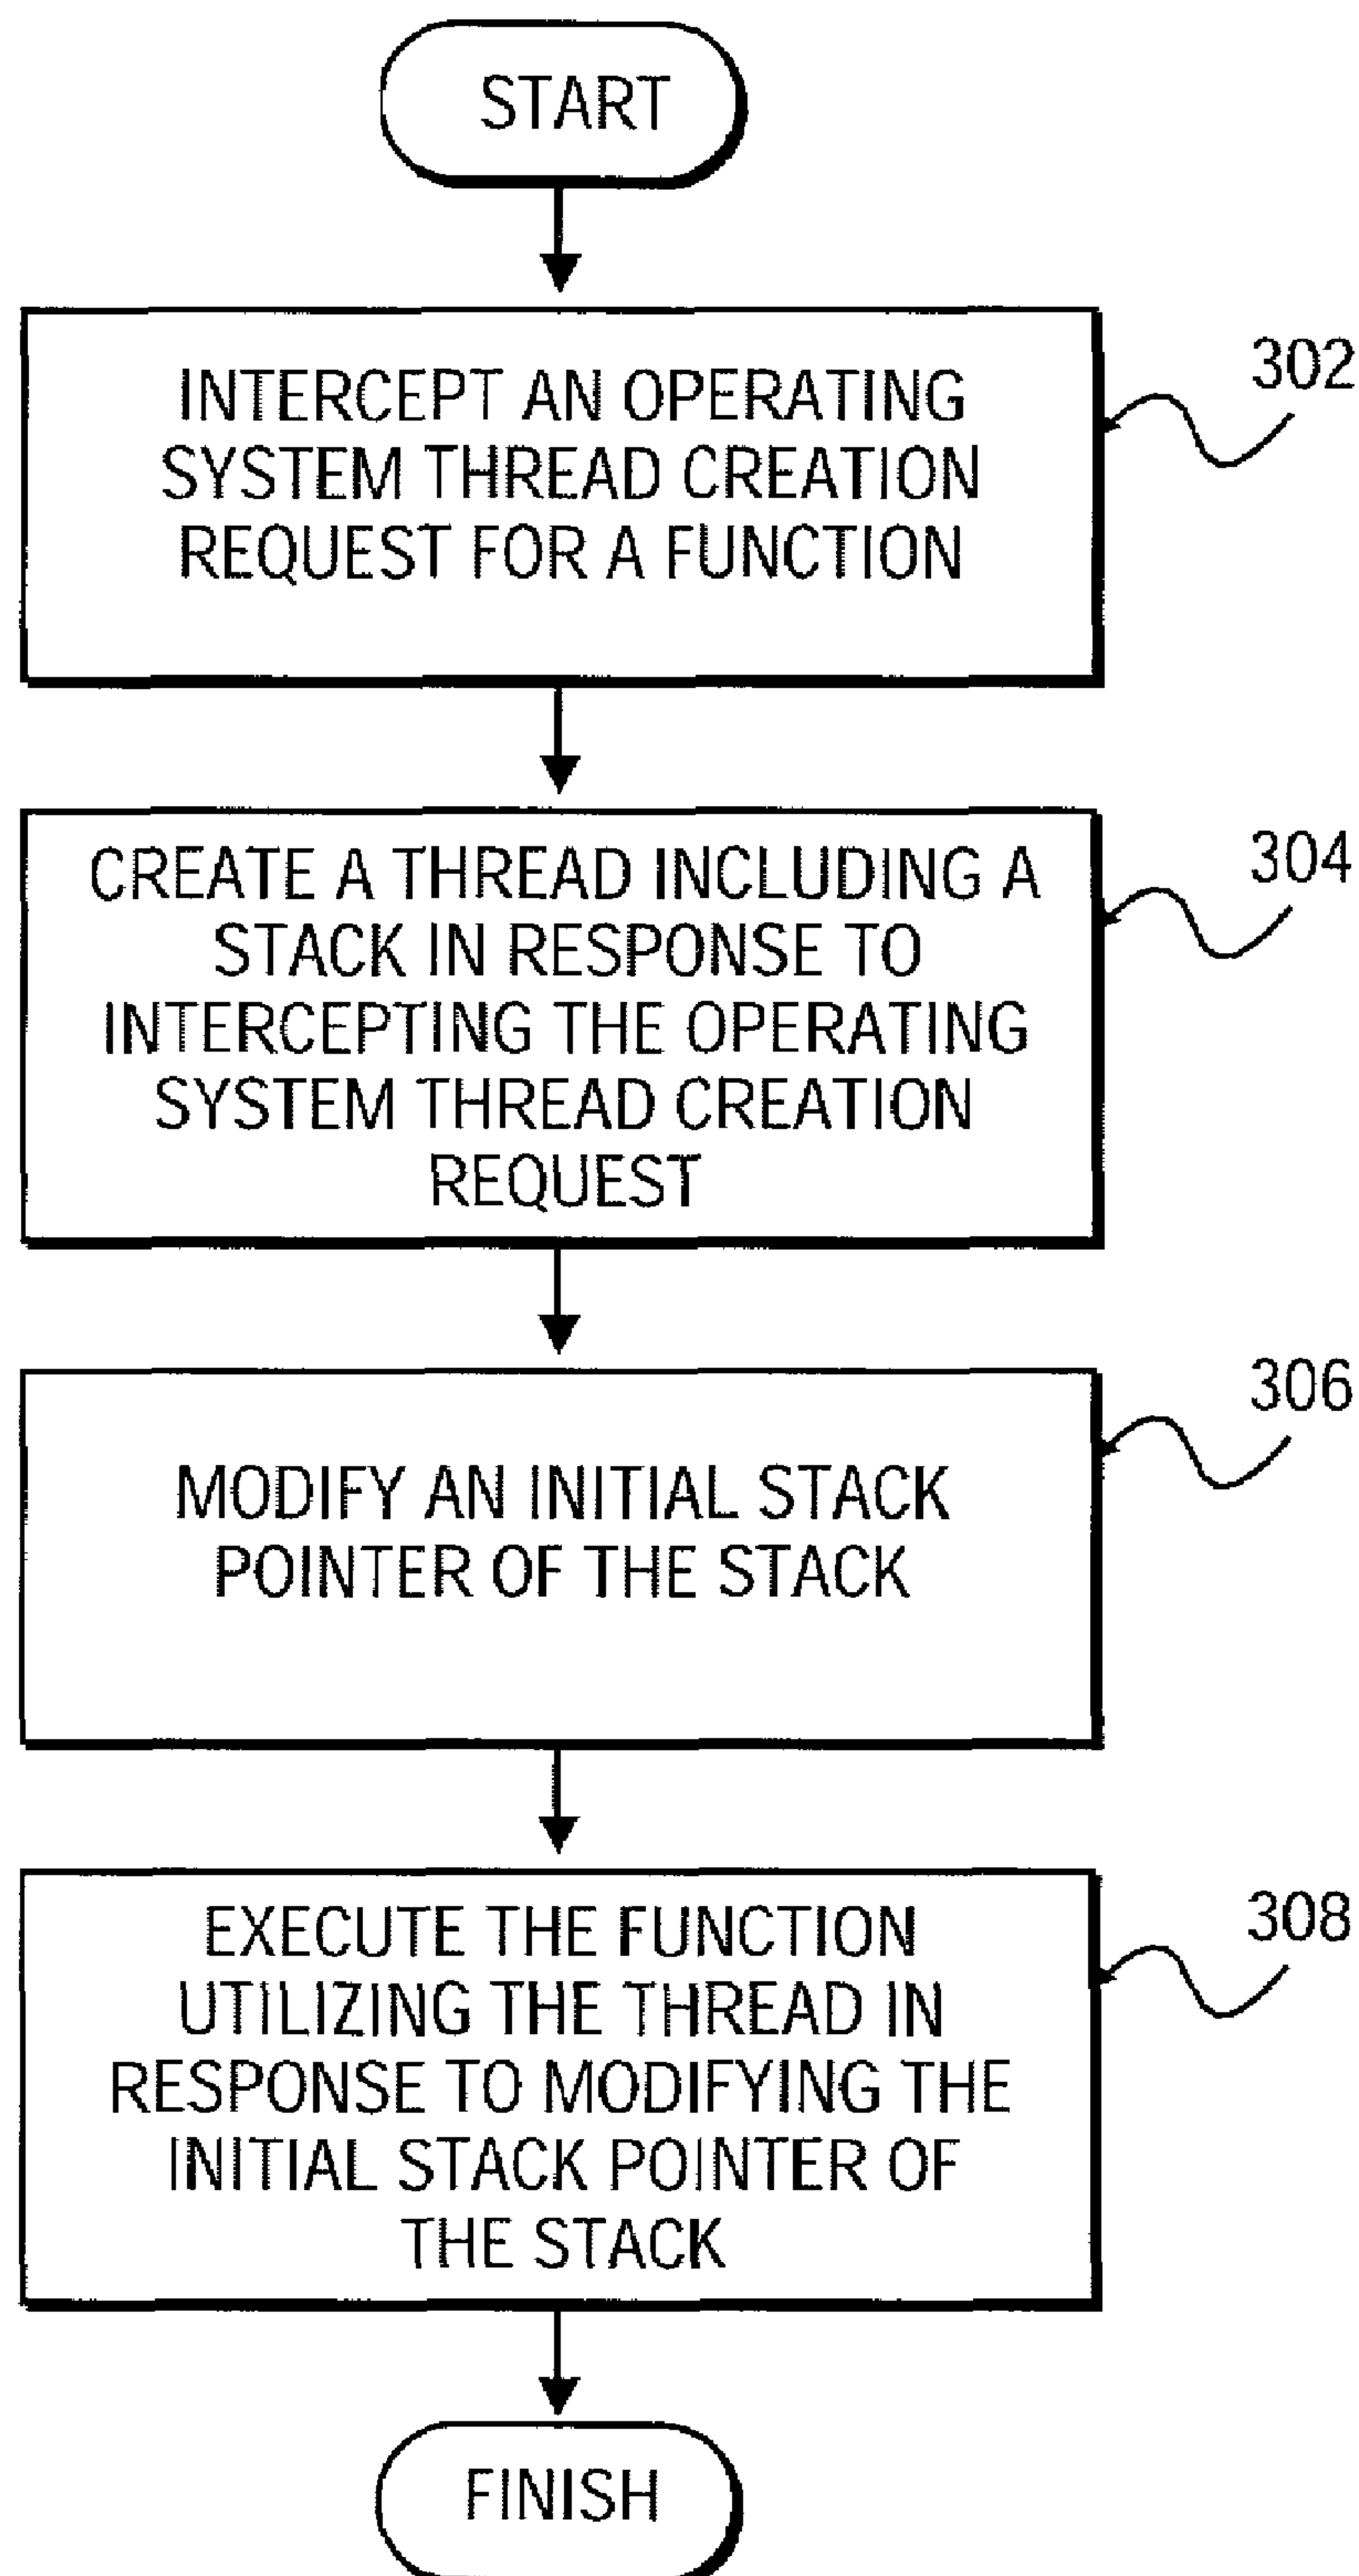 START
INTERCEPT AN OPERATING
SYSTEM THREAD CREATION
REQUEST FOR A FUNCTION
302
CREATE A THREAD INCLUDING A
STACK IN RESPONSE TO
INTERCEPTING THE OPERATING
SYSTEM THREAD CREATION
REQUEST
304
MODIFY AN INITIAL STACK
POINTER OF THE STACK
306
EXECUTE THE FUNCTION
UTILIZING THE THREAD IN
RESPONSE TO MODIFYING THE
INITIAL STACK POINTER OF
THE STACK
308
FINISH